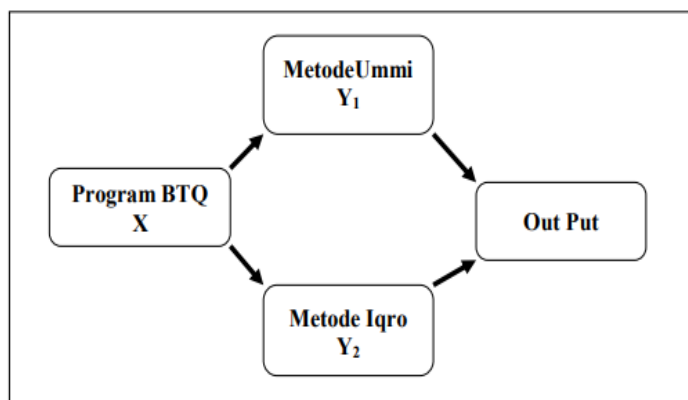 MetodeUmmi
Y₁
Program BTQ
X
Out Put
Metode Iqro
Y₂